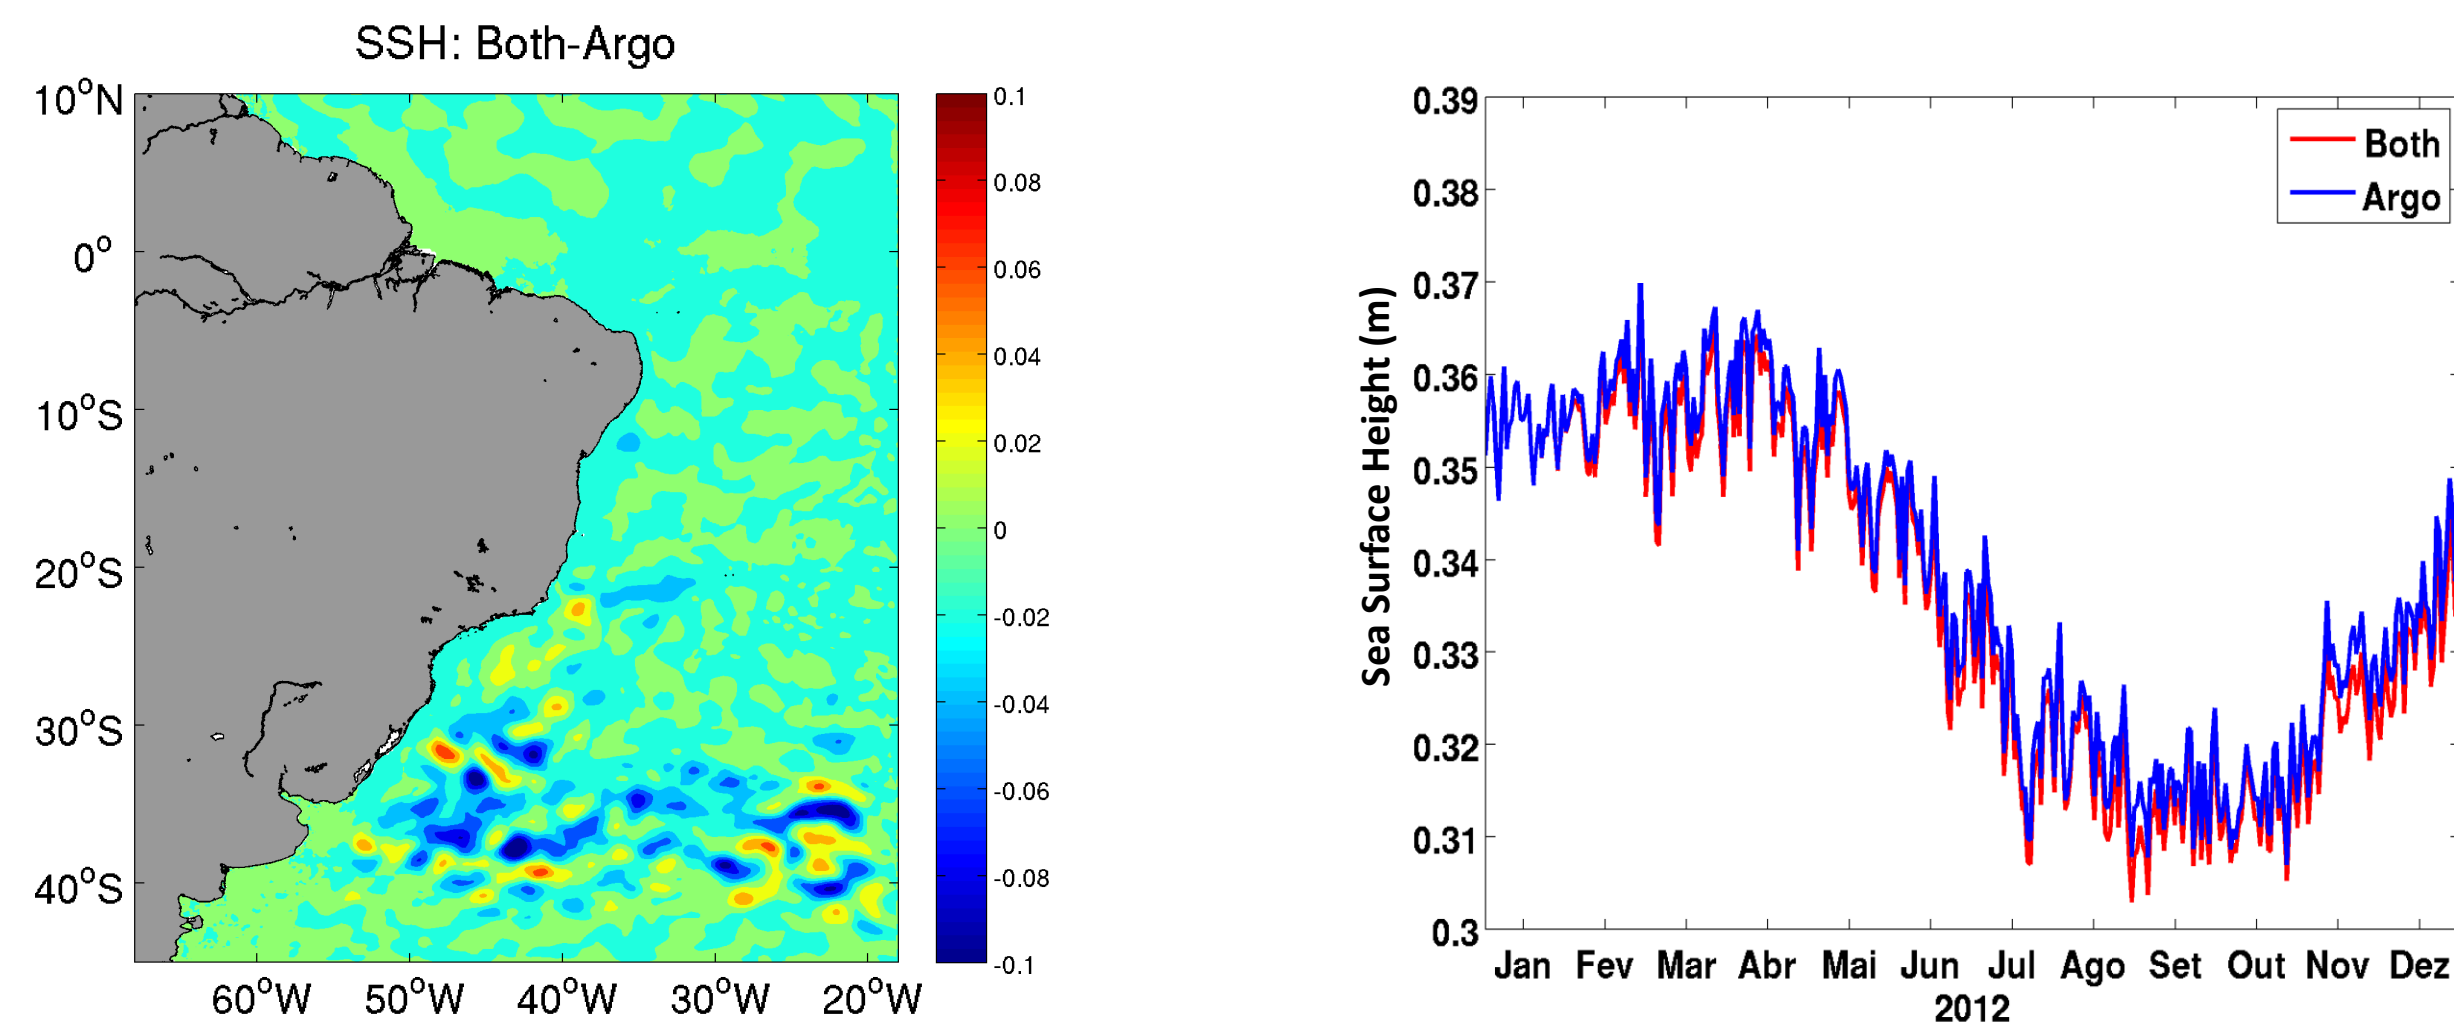 SSH: Both-Argo
10°N
0°
10°S
20°S
30°S
40°S
60°W 50°W 40°W 30°W 20°W
0.1
0.08
0.06
0.04
0.02
0
-0.02
-0.04
-0.06
-0.08
-0.1
Sea Surface Height (m)
0.39
0.38
0.37
0.36
0.35
0.34
0.33
0.32
0.31
0.3
Both
Argo
Jan Fev Mar Abr Mai Jun Jul Ago Set Out Nov Dez
2012